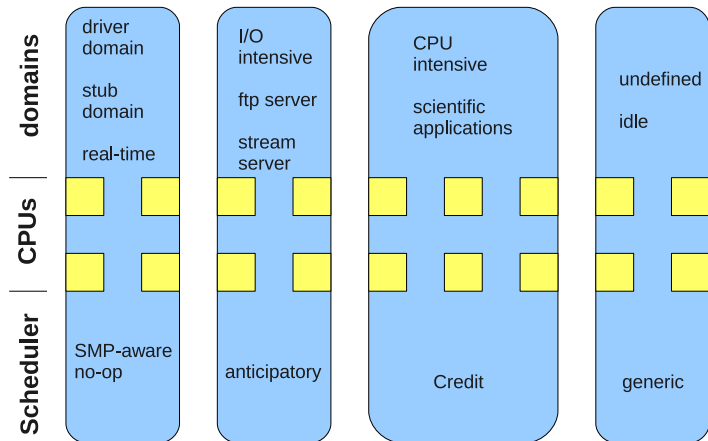 domains
driver
domain
stub
domain
real-time
I/O
intensive
ftp server
stream
server
CPU
intensive
scientific
applications
undefined
idle
CPUs
Scheduler
SMP-aware
no-op
anticipatory
Credit
generic